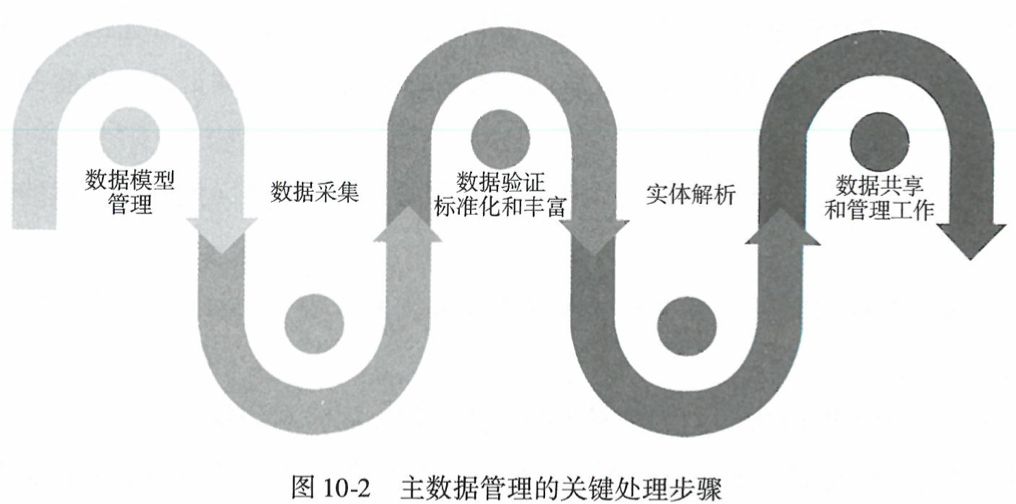 数据模型
管理
数据采集
数据验证
标准化和丰富
实体解析
数据共享
和管理工作
图 10-2 主数据管理的关键处理步骤